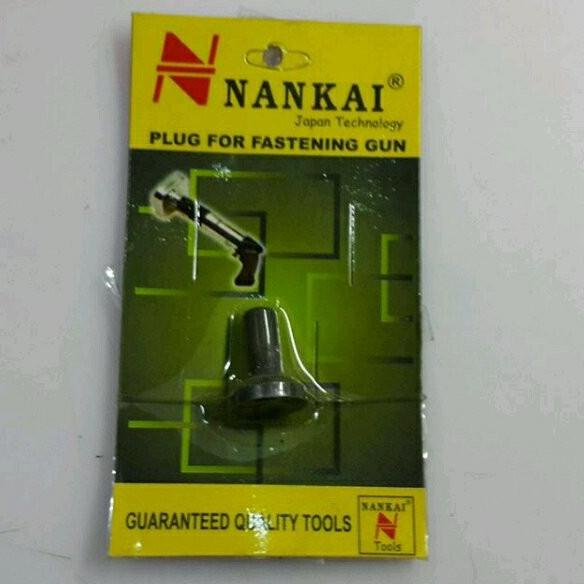 NANKAI®
Japan Technology
PLUG FOR FASTENING GUN
GUARANTEED QUALITY TOOLS
NANKAI
Tools